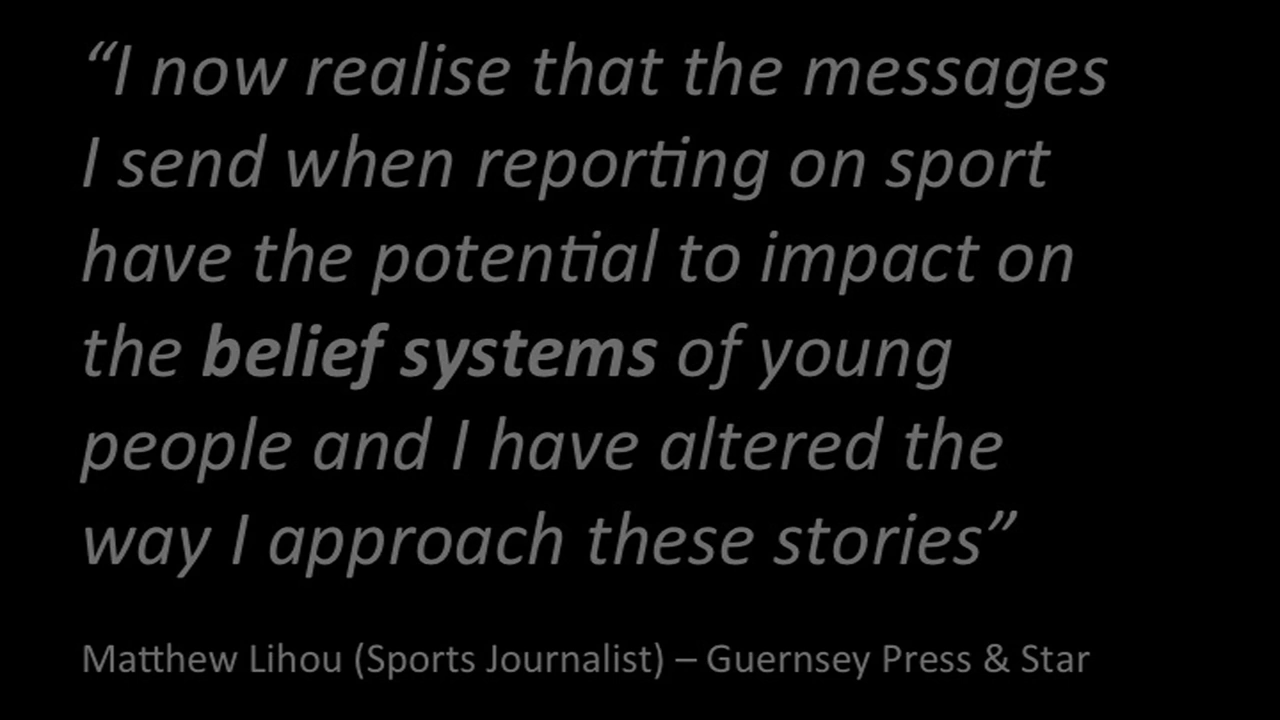 “I now realise that the messages
I send when reporting on sport
have the potential to impact on
the belief systems of young
people and I have altered the
way I approach these stories”
Matthew Lihou (Sports Journalist) – Guernsey Press & Star